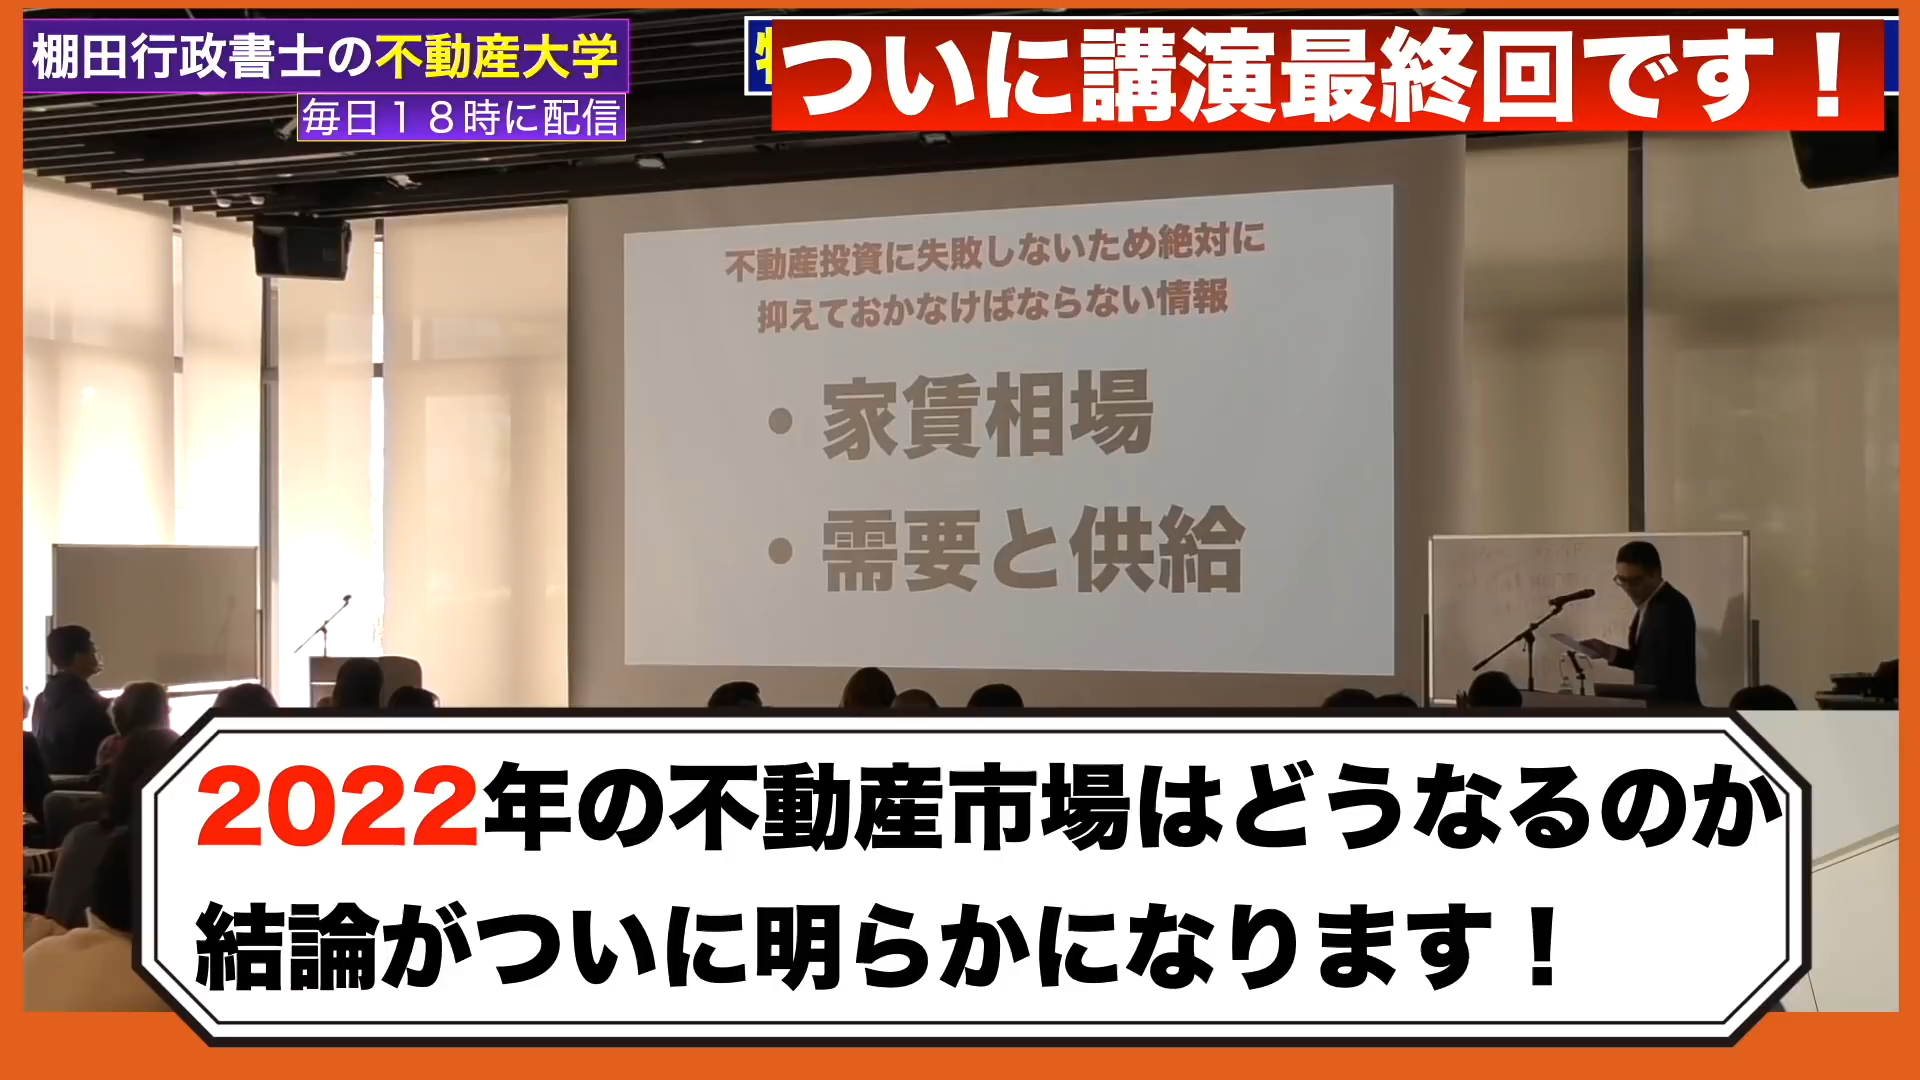 棚田行政書士の不動産大学
毎日１８時に配信
ついに講演最終回です！
不動産投資に失敗しないため絶対に
抑えておかなければならない情報
・家賃相場
・需要と供給
2022年の不動産市場はどうなるのか
結論がついに明らかになります！